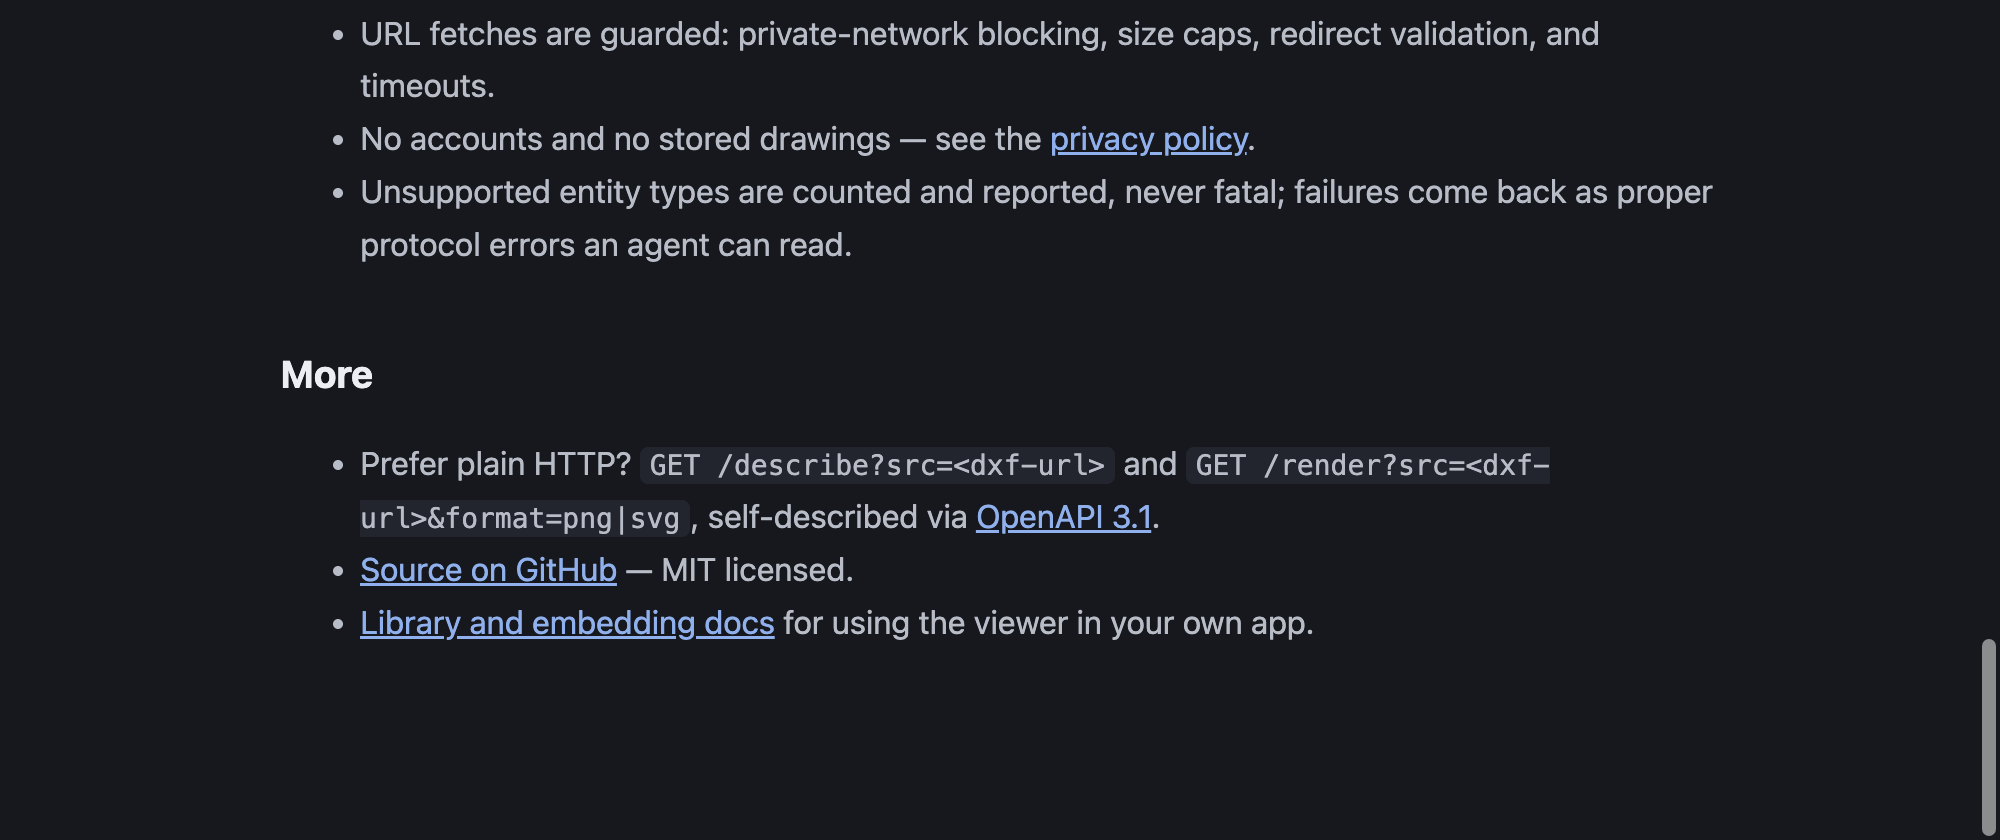 • URL fetches are guarded: private-network blocking, size caps, redirect validation, and
timeouts.
• No accounts and no stored drawings — see the privacy policy.
• Unsupported entity types are counted and reported, never fatal; failures come back as proper
protocol errors an agent can read.
More
• Prefer plain HTTP? GET /describe?src=<dxf-url> and GET /render?src=<dxf-
url>&format=png|svg, self-described via OpenAPI 3.1.
• Source on GitHub — MIT licensed.
• Library and embedding docs for using the viewer in your own app.